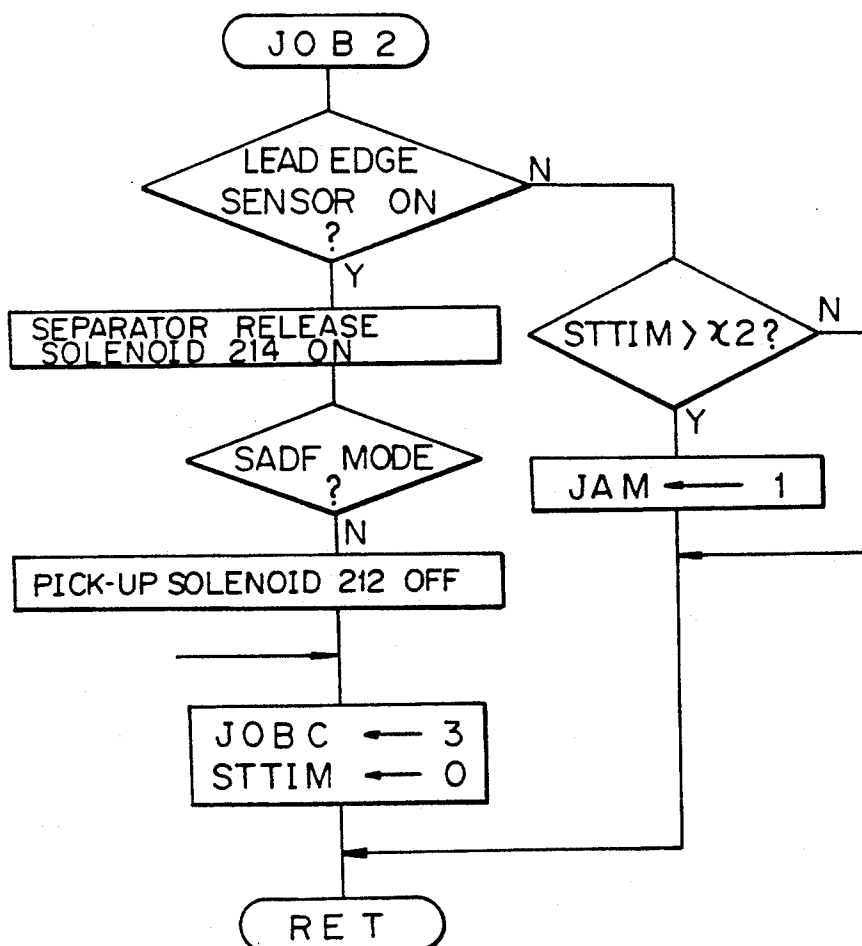 JOB 2
LEAD EDGE
SENSOR ON
?
N
Y
SEPARATOR RELEASE
SOLENOID 214 ON
STTIM > x2?
N
Y
SADF MODE
?
N
JAM ← 1
PICK-UP SOLENOID 212 OFF
JOBC ← 3
STTIM ← 0
RET